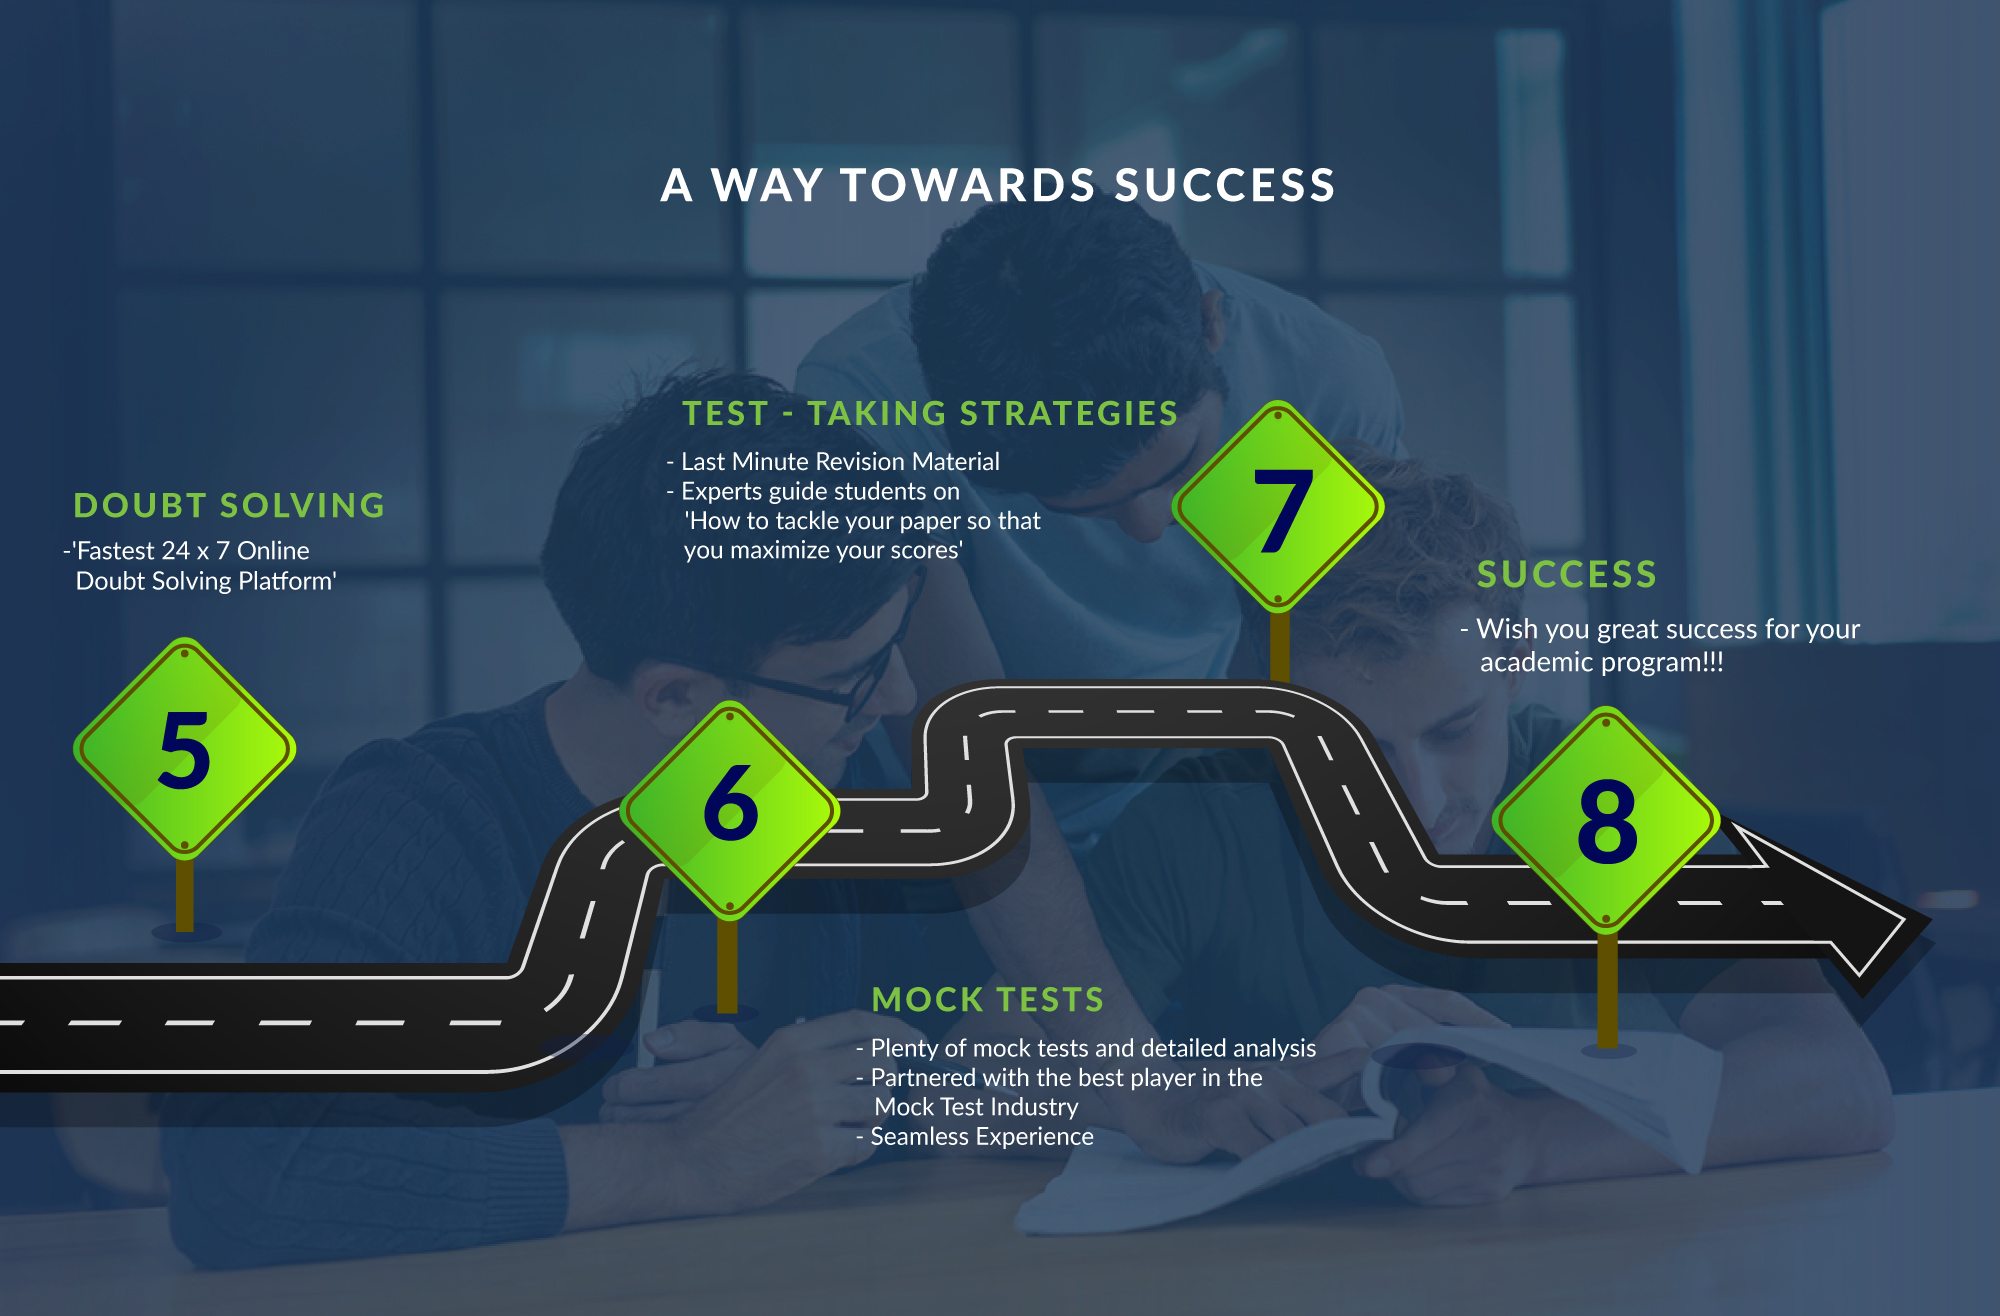 A WAY TOWARDS SUCCESS
DOUBT SOLVING
-'Fastest 24 x 7 Online
Doubt Solving Platform'
5
6
MOCK TESTS
- Plenty of mock tests and detailed analysis
- Partnered with the best player in the
Mock Test Industry
- Seamless Experience
TEST - TAKING STRATEGIES
- Last Minute Revision Material
- Experts guide students on
'How to tackle your paper so that
you maximize your scores'
7
SUCCESS
- Wish you great success for your
academic program!!!
8